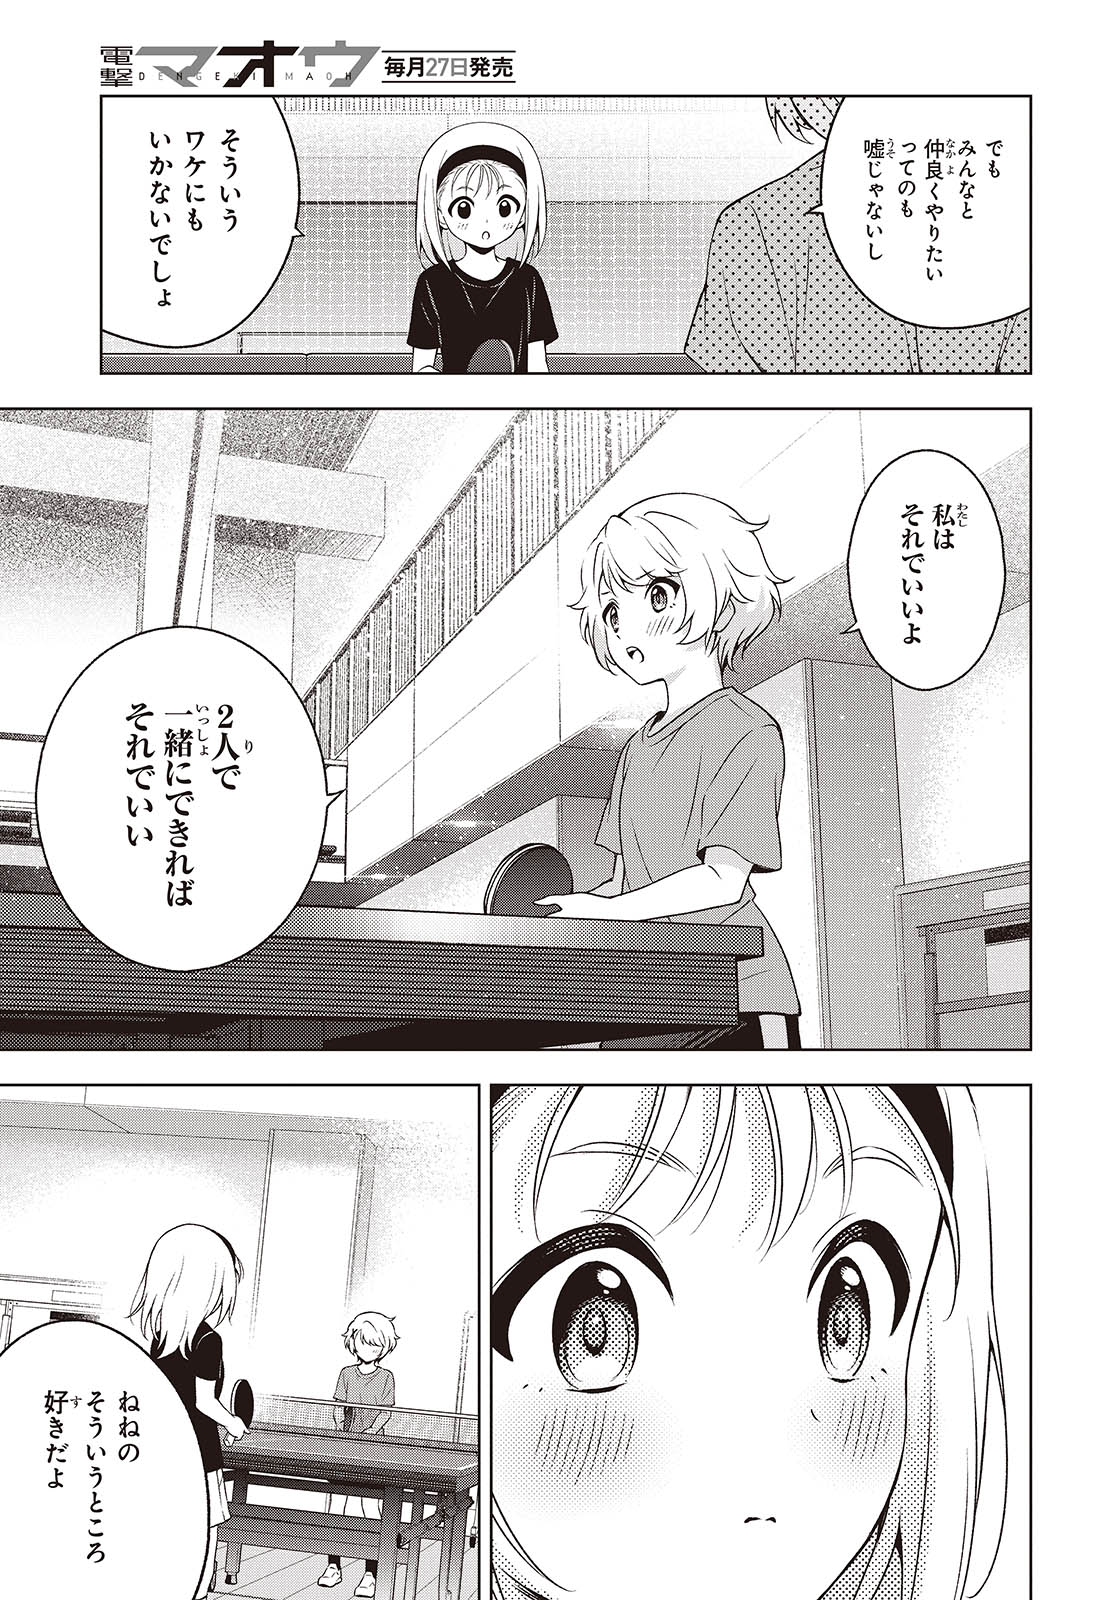 電撃マオウ
DENGEKI MAOH
毎月27日発売
でも
みんなと
仲良くやりたい
ってのも
嘘じゃないし
そういう
ワケにも
いかないでしょ
私は
それでいいよ
2人で
一緒にできれば
それでいい
ねねの
そういうところ
好きだよ